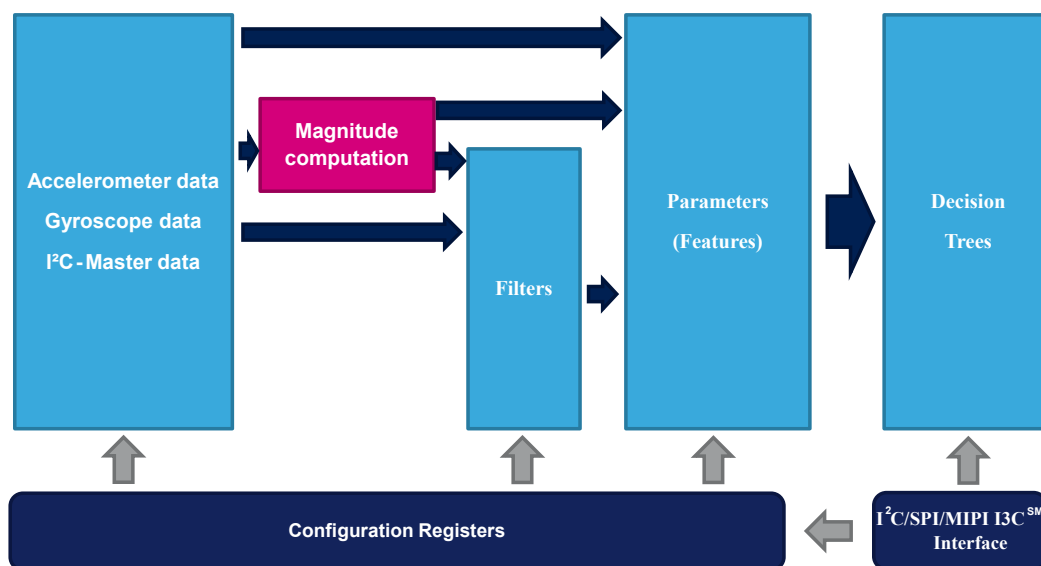 Accelerometer data
Gyroscope data
I²C-Master data
Magnitude
computation
Filters
Parameters
(Features)
Decision
Trees
Configuration Registers
I²C/SPI/MIPI I3C℠
Interface